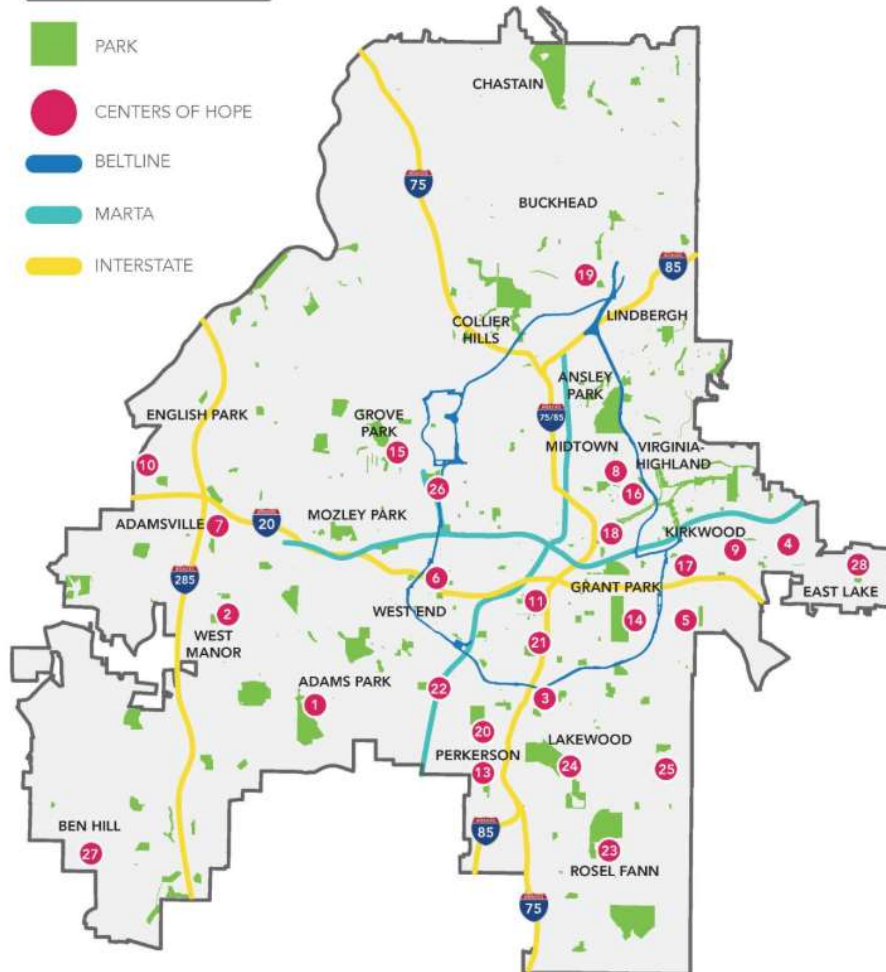 PARK
CENTERS OF HOPE
BELTLINE
MARTA
INTERSTATE
CHASTAIN
75
BUCKHEAD
19
85
LINDBERGH
COLLIER
HILLS
ANSLEY
PARK
75/85
ENGLISH PARK
GROVE
PARK
15
MIDTOWN
VIRGINIA-
HIGHLAND
10
8
16
26
ADAMSVILLE
7
20
MOZLEY PARK
18
KIRKWOOD
9
4
285
6
17
28
GRANT PARK
EAST LAKE
2
WEST
MANOR
WEST END
11
14
5
21
ADAMS PARK
1
22
3
20
LAKEWOOD
PERKERSON
13
24
25
BEN HILL
27
85
23
ROSEL FANN
75